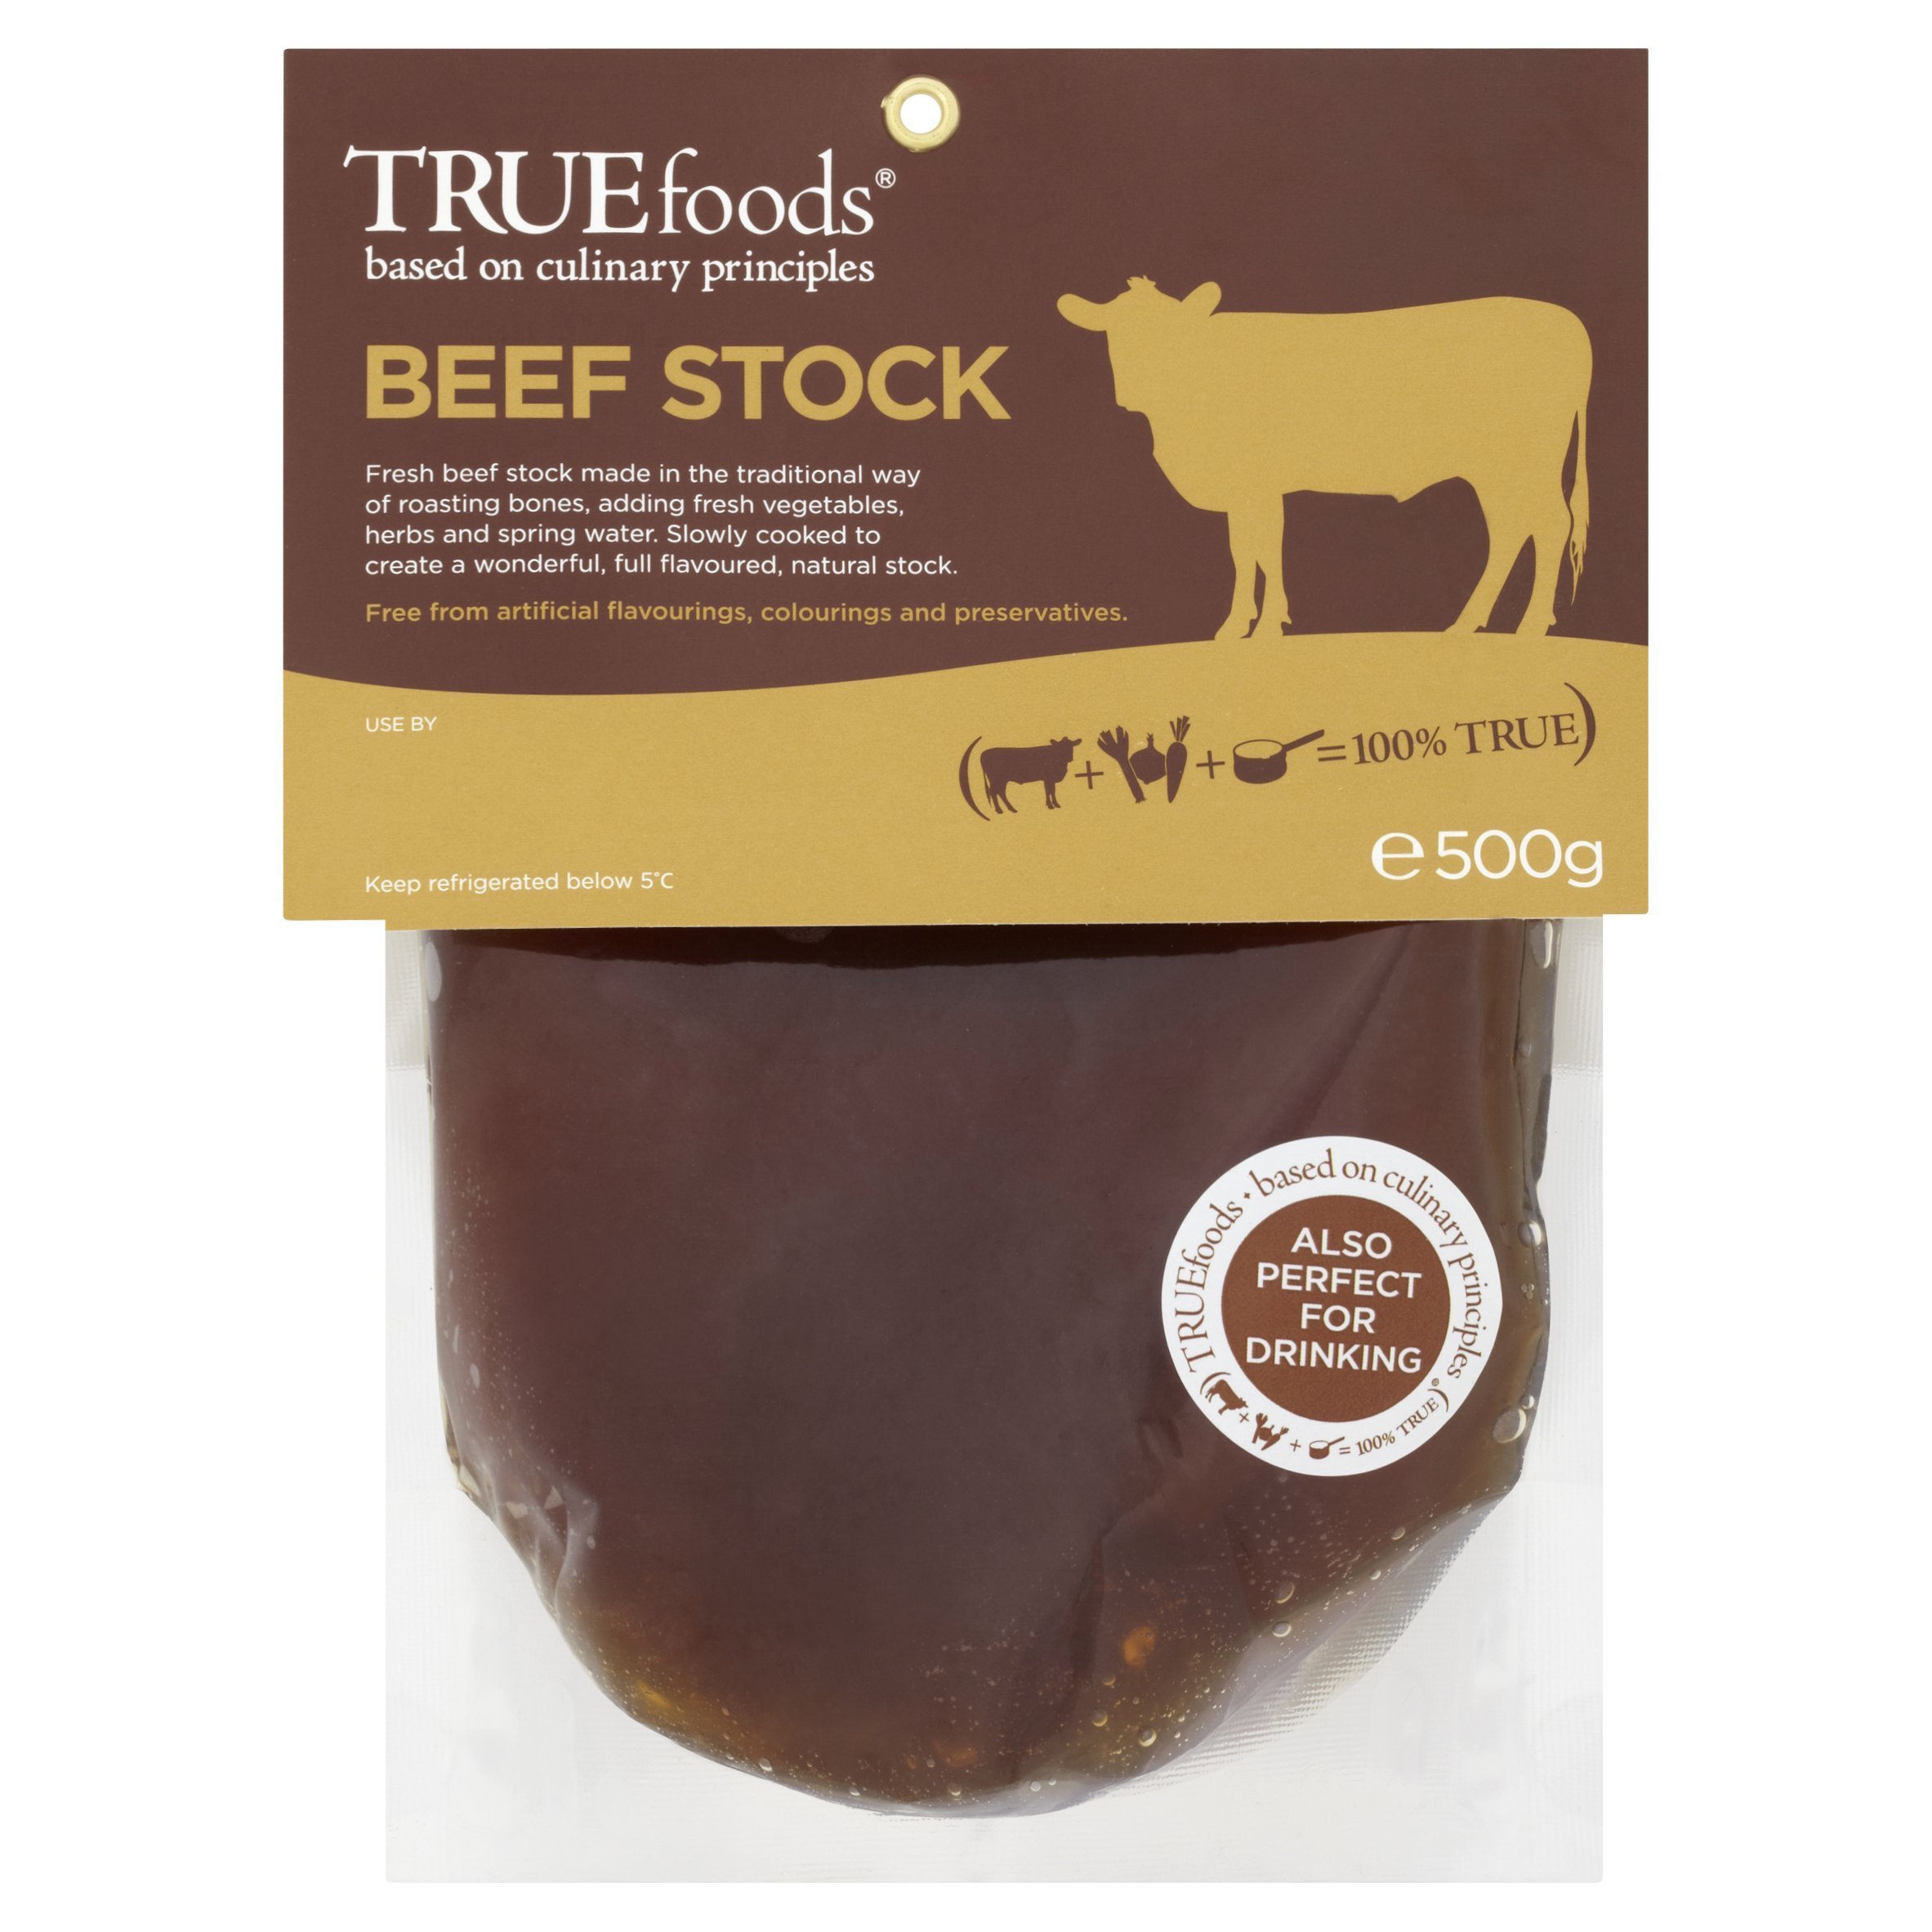 TRUEfoods®
based on culinary principles
BEEF STOCK
Fresh beef stock made in the traditional way
of roasting bones, adding fresh vegetables,
herbs and spring water. Slowly cooked to
create a wonderful, full flavoured, natural stock.
Free from artificial flavourings, colourings and preservatives.
USE BY
( + + =100% TRUE)
Keep refrigerated below 5°C
℮500g
TRUEfoods · based on culinary principles®
ALSO
PERFECT
FOR
DRINKING
( + + = 100% TRUE )